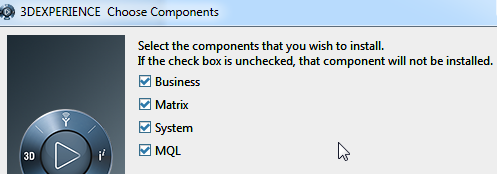 3DEXPERIENCE Choose Components
Select the components that you wish to install.
If the check box is unchecked, that component will not be installed.
Business
Matrix
System
MQL
3D